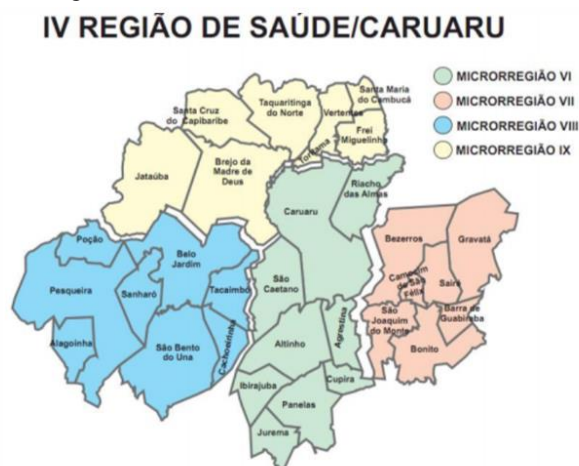 IV REGIÃO DE SAÚDE/CARUARU
MICRORREGIÃO VI
MICRORREGIÃO VII
MICRORREGIÃO VIII
MICRORREGIÃO IX
Santa Cruz
do Capibaribe
Taquaritinga
do Norte
Vertentes
Santa Maria
do Cambucá
Frei
Miguelinho
Toritama
Jataúba
Brejo da
Madre de
Deus
Caruaru
Riacho
das Almas
Bezerros
Gravatá
Poção
Belo
Jardim
Pesqueira
Sanharó
Tacaimbó
São
Caetano
Camocim
de São
Félix
Sairé
São
Joaquim
do Monte
Barra de
Guabiraba
Bonito
Alagoinha
São Bento
do Una
Cachoeirinha
Altinho
Agrestina
Ibirajuba
Cupira
Panelas
Jurema